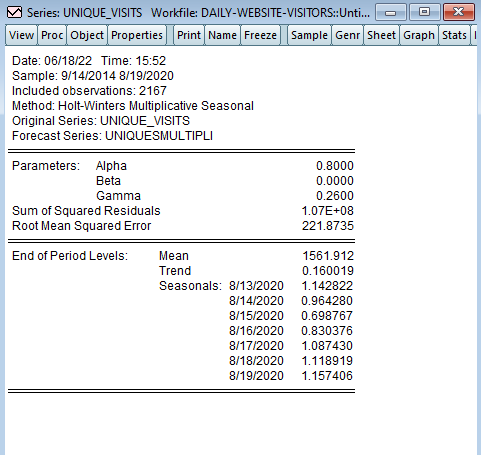 Series: UNIQUE_VISITS Workfile: DAILY-WEBSITE-VISITORS::Unti...
View Proc Object Properties Print Name Freeze Sample Genr Sheet Graph Stats I
Date: 06/18/22 Time: 15:52
Sample: 9/14/2014 8/19/2020
Included observations: 2167
Method: Holt-Winters Multiplicative Seasonal
Original Series: UNIQUE_VISITS
Forecast Series: UNIQUESMULTIPLI
Parameters: Alpha 0.8000
Beta 0.0000
Gamma 0.2600
Sum of Squared Residuals 1.07E+08
Root Mean Squared Error 221.8735
End of Period Levels: Mean 1561.912
Trend 0.160019
Seasonals: 8/13/2020 1.142822
8/14/2020 0.964280
8/15/2020 0.698767
8/16/2020 0.830376
8/17/2020 1.087430
8/18/2020 1.118919
8/19/2020 1.157406